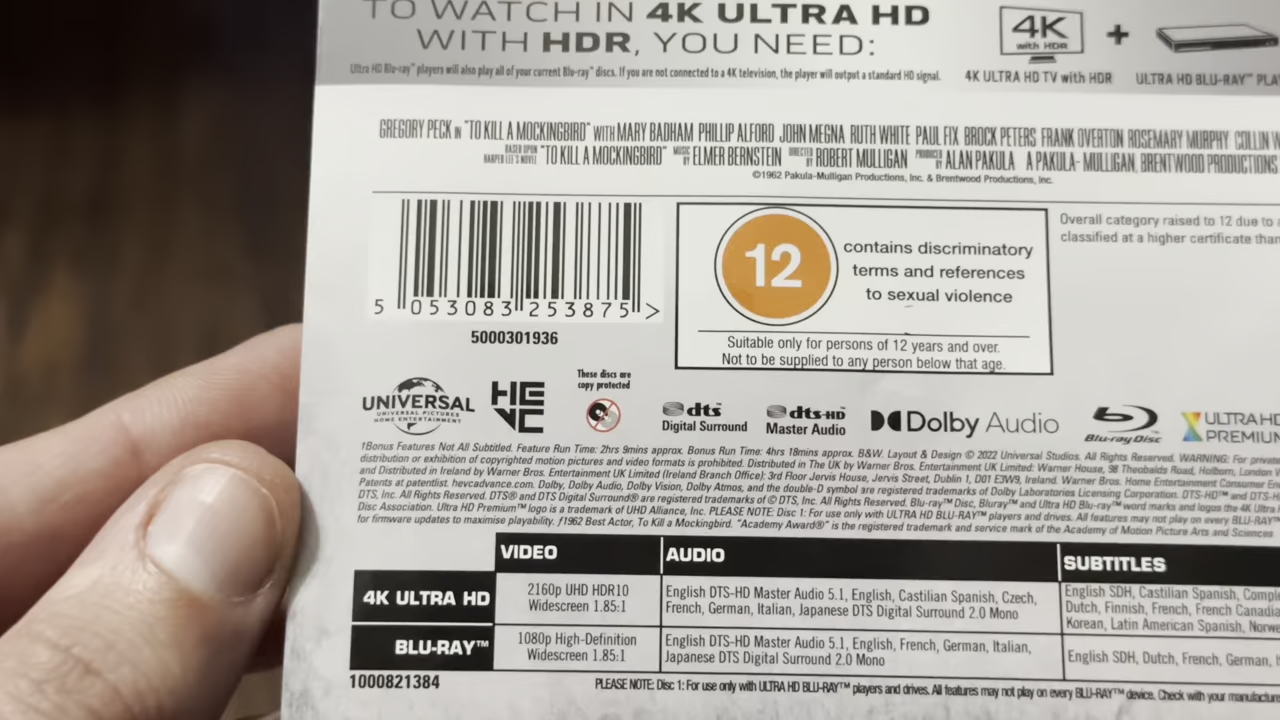 TO WATCH IN 4K ULTRA HD
WITH HDR, YOU NEED:
4K
with HDR
+
Ultra HD Blu-ray™ players will also play all of your current Blu-ray™ discs. If you are not connected to a 4K television, the player will output a standard HD signal.
4K ULTRA HD TV with HDR
ULTRA HD BLU-RAY™ PLA
GREGORY PECK IN "TO KILL A MOCKINGBIRD" WITH MARY BADHAM PHILLIP ALFORD JOHN MEGNA RUTH WHITE PAUL FIX BROCK PETERS FRANK OVERTON ROSEMARY MURPHY COLLIN W
BASED UPON HARPER LEE'S NOVEL "TO KILL A MOCKINGBIRD" MUSIC BY ELMER BERNSTEIN DIRECTED BY ROBERT MULLIGAN PRODUCED BY ALAN PAKULA A PAKULA- MULLIGAN, BRENTWOOD PRODUCTIONS
©1962 Pakula-Mulligan Productions, Inc. & Brentwood Productions, Inc.
5 053083 253875 >
5000301936
12
contains discriminatory
terms and references
to sexual violence
Suitable only for persons of 12 years and over.
Not to be supplied to any person below that age.
Overall category raised to 12 due to
classified at a higher certificate than
UNIVERSAL
UNIVERSAL PICTURES
HOME ENTERTAINMENT
HEVC
These discs are
copy protected
dts™
Digital Surround
dts-HD™
Master Audio
Dolby Audio
Blu-ray Disc
ULTRA HD
PREMIUM
†Bonus Features Not All Subtitled. Feature Run Time: 2hrs 9mins approx. Bonus Run Time: 4hrs 18mins approx. B&W. Layout & Design © 2022 Universal Studios. All Rights Reserved. WARNING: For private
distribution or exhibition of copyrighted motion pictures and video formats is prohibited. Distributed in The UK by Warner Bros. Entertainment UK Limited: Warner House, 98 Theobalds Road, Holborn, London
and Distributed in Ireland by Warner Bros. Entertainment UK Limited (Ireland Branch Office): 3rd Floor Jervis House, Jervis Street, Dublin 1, D01 E3W9, Ireland. Warner Bros. Home Entertainment Consumer
Patents at patentlist. hevcadvance.com. Dolby, Dolby Audio, Dolby Vision, Dolby Atmos, and the double-D symbol are registered trademarks of Dolby Laboratories Licensing Corporation. DTS-HD™ and DTS-H
DTS, Inc. All Rights Reserved. DTS® and DTS Digital Surround® are registered trademarks of © DTS, Inc. All Rights Reserved. Blu-ray™ Disc, Bluray™ and Ultra HD Blu-ray™ word marks and logos the 4K Ultra
Disc Association. Ultra HD Premium™ logo is a trademark of UHD Alliance, Inc. PLEASE NOTE: Disc 1: For use only with ULTRA HD BLU-RAY™ players and drives. All features may not play on every BLU-RAY™
for firmware updates to maximise playability. ƒ1962 Best Actor, To Kill a Mockingbird. "Academy Award®" is the registered trademark and service mark of the Academy of Motion Picture Arts and Sciences
VIDEO
AUDIO
SUBTITLES
4K ULTRA HD
2160p UHD HDR10
Widescreen 1.85:1
English DTS-HD Master Audio 5.1, English, Castilian Spanish, Czech,
French, German, Italian, Japanese DTS Digital Surround 2.0 Mono
English SDH, Castilian Spanish, Comple
Dutch, Finnish, French, French Canadia
Korean, Latin American Spanish, Norwe
BLU-RAY™
1080p High-Definition
Widescreen 1.85:1
English DTS-HD Master Audio 5.1, English, French, German, Italian,
Japanese DTS Digital Surround 2.0 Mono
English SDH, Dutch, French, German, I
1000821384
PLEASE NOTE: Disc 1: For use only with ULTRA HD BLU-RAY™ players and drives. All features may not play on every BLU-RAY™ device. Check with your manufacture